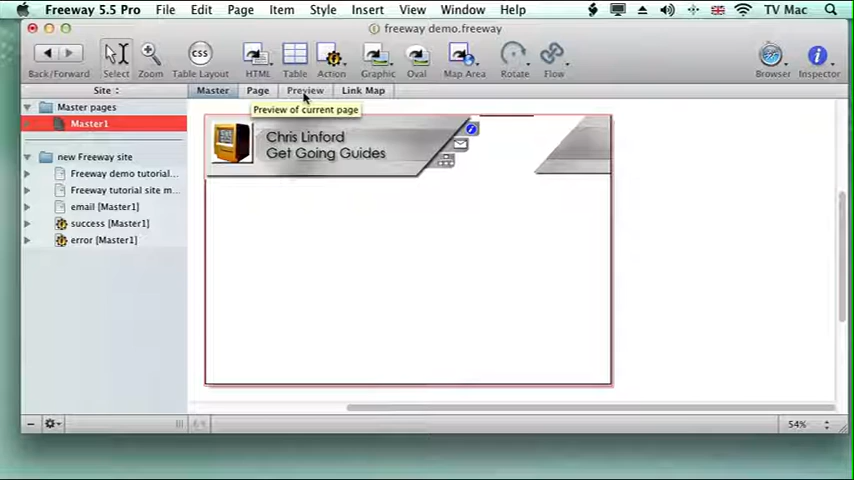 Freeway 5.5 Pro File Edit Page Item Style Insert View Window Help TV Mac
freeway demo.freeway
Back/Forward Select Zoom css Table Layout HTML Table Action Graphic Oval Map Area Rotate Flow Browser Inspector
Site: Master Page Preview Link Map
Preview of current page
Master pages
Master1
new Freeway site
Freeway demo tutorial...
Freeway tutorial site m...
email [Master1]
success [Master1]
error [Master1]
Chris Linford
Get Going Guides
54%